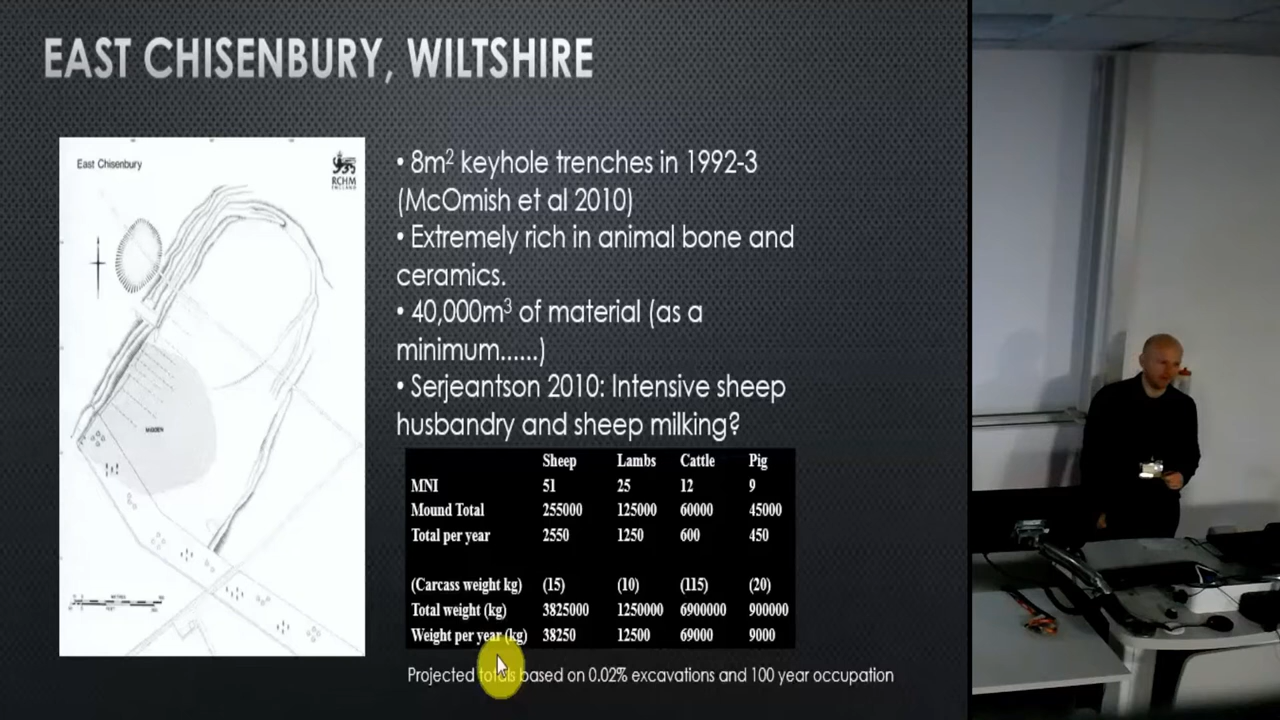 EAST CHISENBURY, WILTSHIRE
East Chisenbury
RCHM
ENGLAND
MIDDEN
• 8m² keyhole trenches in 1992-3
(McOmish et al 2010)
• Extremely rich in animal bone and
ceramics.
• 40,000m³ of material (as a
minimum......)
• Serjeantson 2010: Intensive sheep
husbandry and sheep milking?
Sheep Lambs Cattle Pig
MNI 51 25 12 9
Mound Total 255000 125000 60000 45000
Total per year 2550 1250 600 450
(Carcass weight kg) (15) (10) (115) (20)
Total weight (kg) 3825000 1250000 6900000 900000
Weight per year (kg) 38250 12500 69000 9000
Projected totals based on 0.02% excavations and 100 year occupation